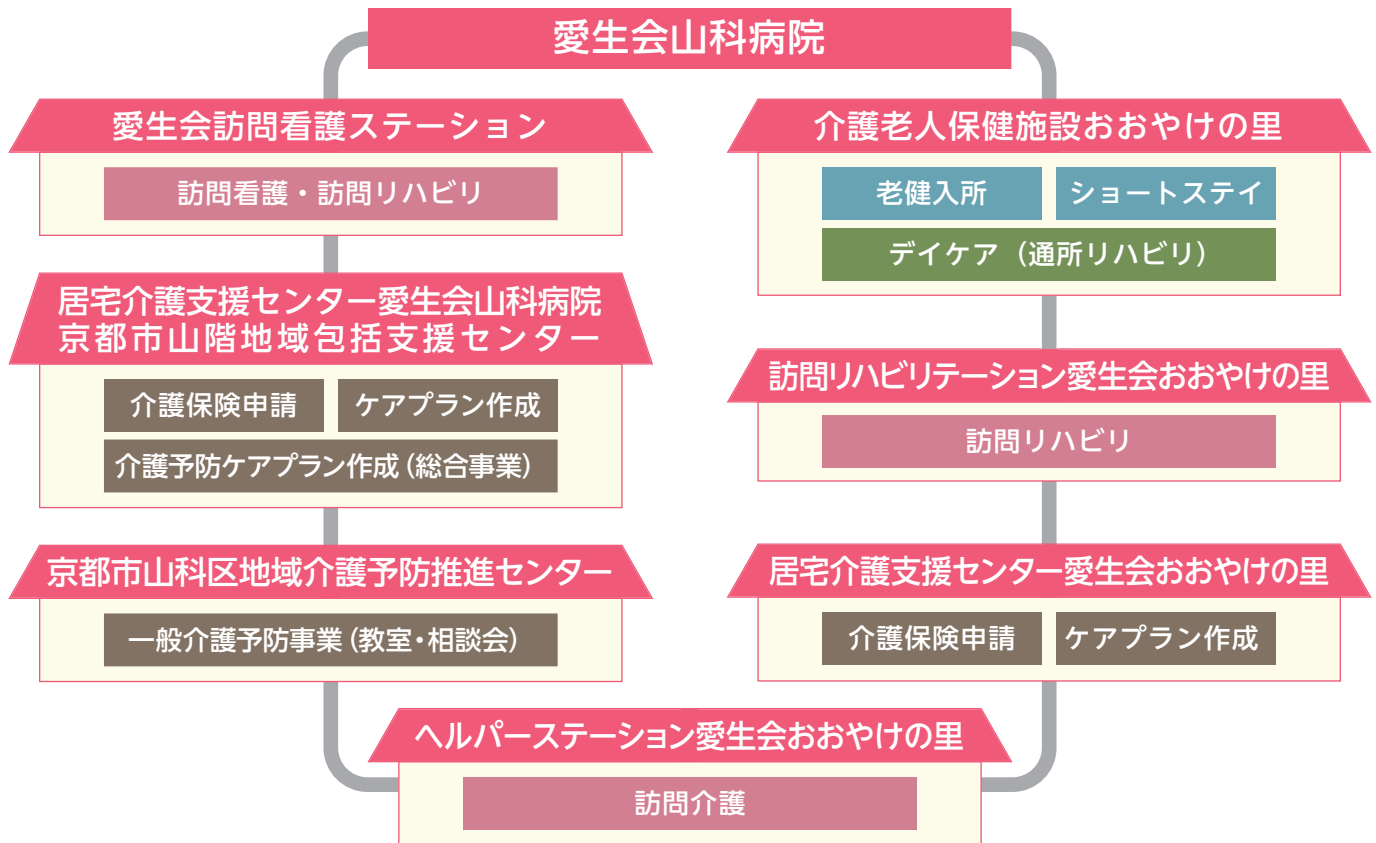 愛生会山科病院
愛生会訪問看護ステーション
訪問看護・訪問リハビリ
居宅介護支援センター愛生会山科病院
京都市山階地域包括支援センター
介護保険申請
ケアプラン作成
介護予防ケアプラン作成（総合事業）
京都市山科区地域介護予防推進センター
一般介護予防事業（教室・相談会）
介護老人保健施設おおやけの里
老健入所
ショートステイ
デイケア（通所リハビリ）
訪問リハビリテーション愛生会おおやけの里
訪問リハビリ
居宅介護支援センター愛生会おおやけの里
介護保険申請
ケアプラン作成
ヘルパーステーション愛生会おおやけの里
訪問介護